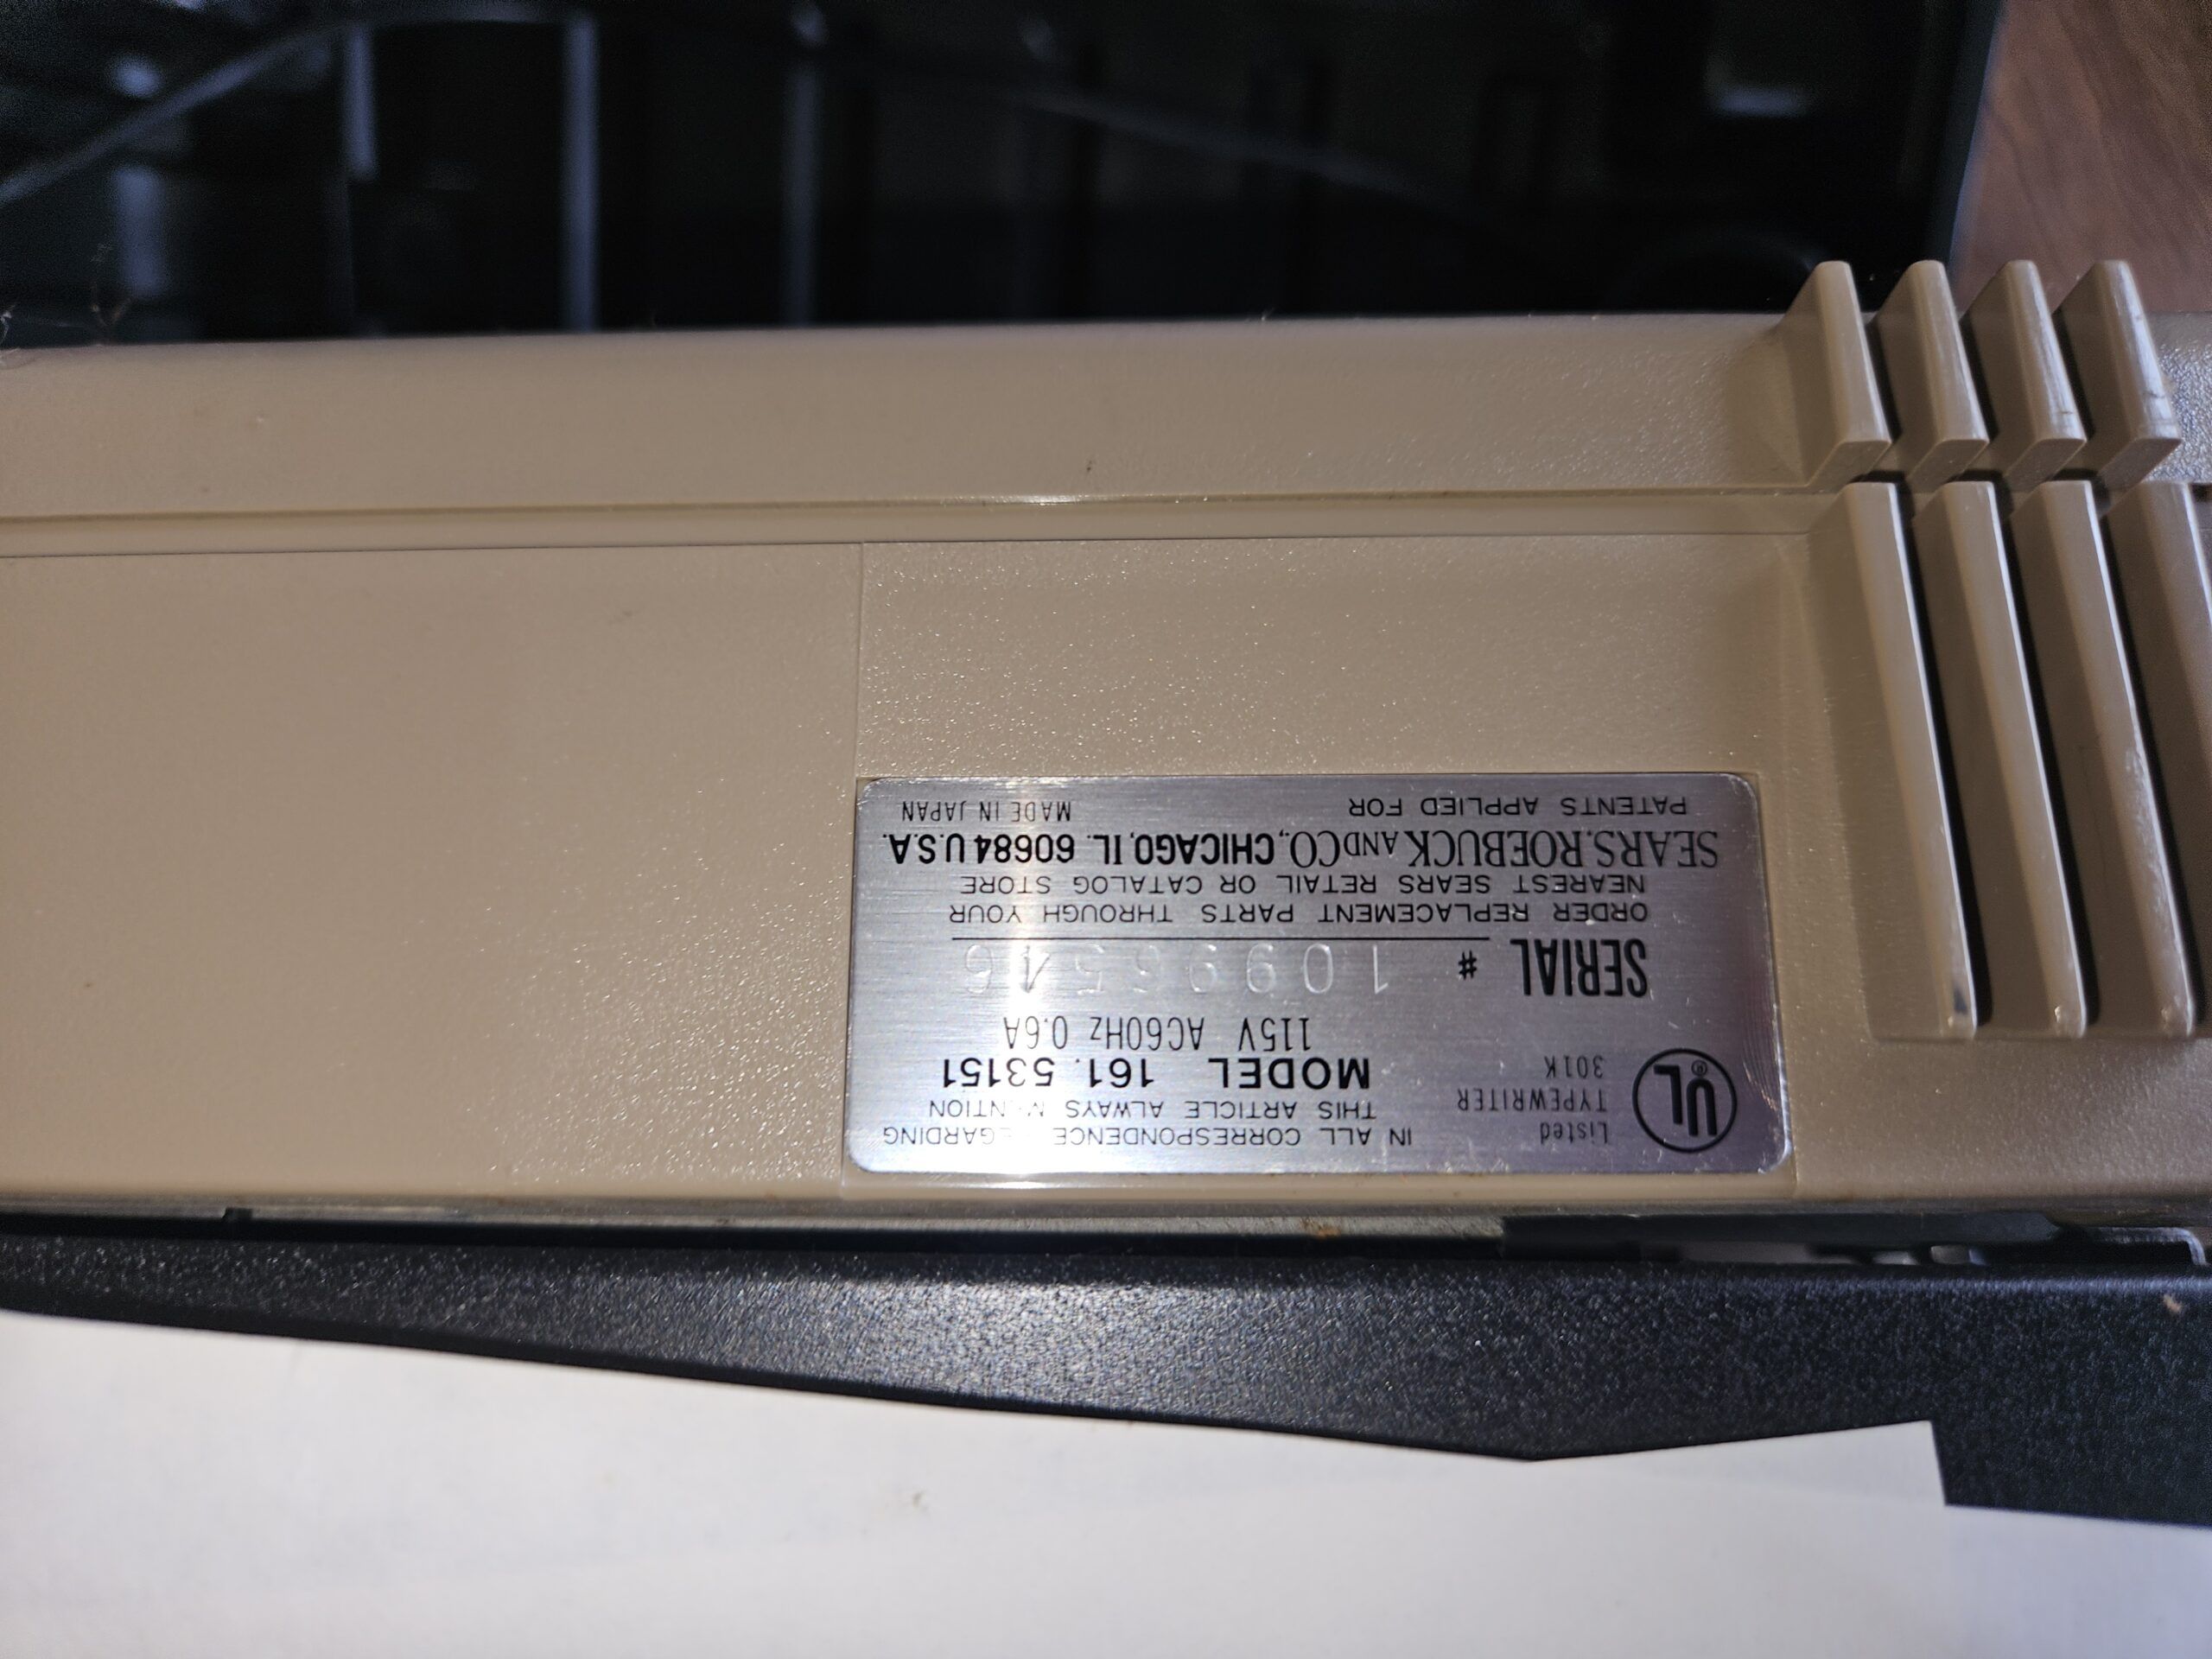 UL ®
Listed
TYPEWRITER
301K
IN ALL CORRESPONDENCE REGARDING
THIS ARTICLE ALWAYS MENTION
MODEL 161.53151
115V AC60Hz 0.6A
SERIAL # 10996546
ORDER REPLACEMENT PARTS THROUGH YOUR
NEAREST SEARS RETAIL OR CATALOG STORE
SEARS, ROEBUCK AND CO., CHICAGO, IL. 60684 U.S.A.
PATENTS APPLIED FOR MADE IN JAPAN